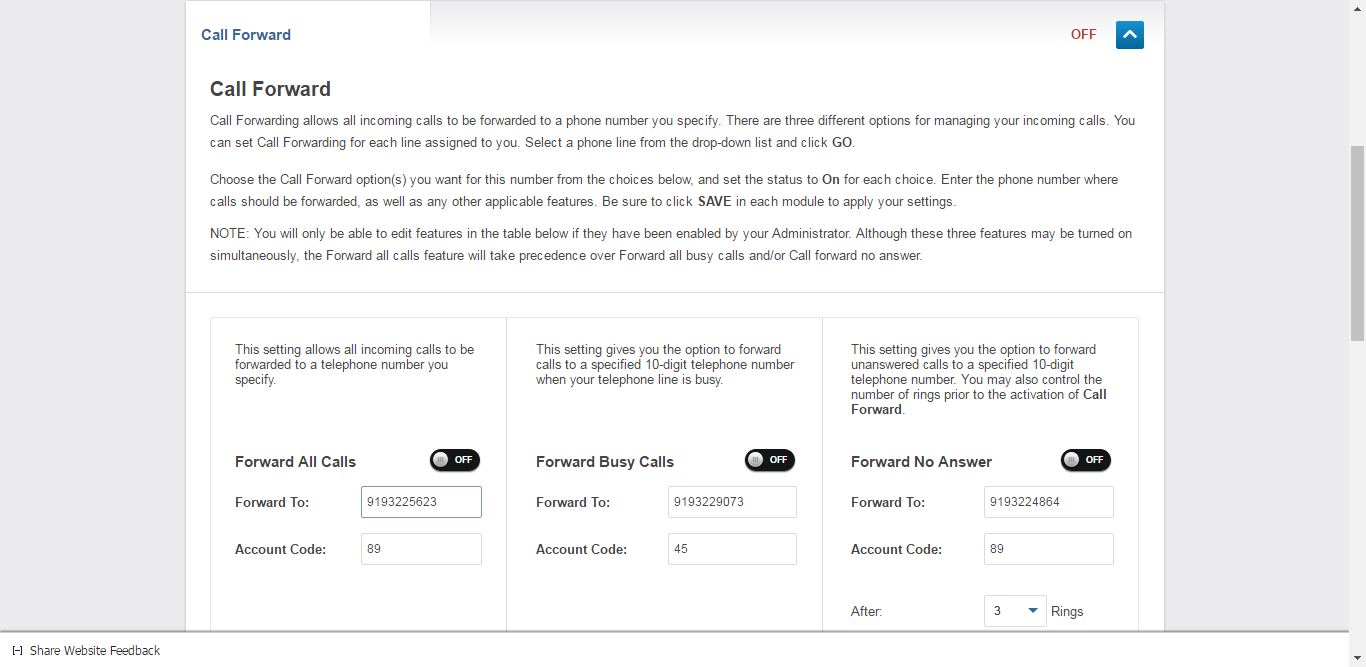 Call Forward
OFF
Call Forward
Call Forwarding allows all incoming calls to be forwarded to a phone number you specify. There are three different options for managing your incoming calls. You
can set Call Forwarding for each line assigned to you. Select a phone line from the drop-down list and click GO.
Choose the Call Forward option(s) you want for this number from the choices below, and set the status to On for each choice. Enter the phone number where
calls should be forwarded, as well as any other applicable features. Be sure to click SAVE in each module to apply your settings.
NOTE: You will only be able to edit features in the table below if they have been enabled by your Administrator. Although these three features may be turned on
simultaneously, the Forward all calls feature will take precedence over Forward all busy calls and/or Call forward no answer.
This setting allows all incoming calls to be
forwarded to a telephone number you
specify.
Forward All Calls
OFF
Forward To:
9193225623
Account Code:
89
This setting gives you the option to forward
calls to a specified 10-digit telephone number
when your telephone line is busy.
Forward Busy Calls
OFF
Forward To:
9193229073
Account Code:
45
This setting gives you the option to forward
unanswered calls to a specified 10-digit
telephone number. You may also control the
number of rings prior to the activation of Call
Forward.
Forward No Answer
OFF
Forward To:
9193224864
Account Code:
89
After:
3
Rings
[-] Share Website Feedback